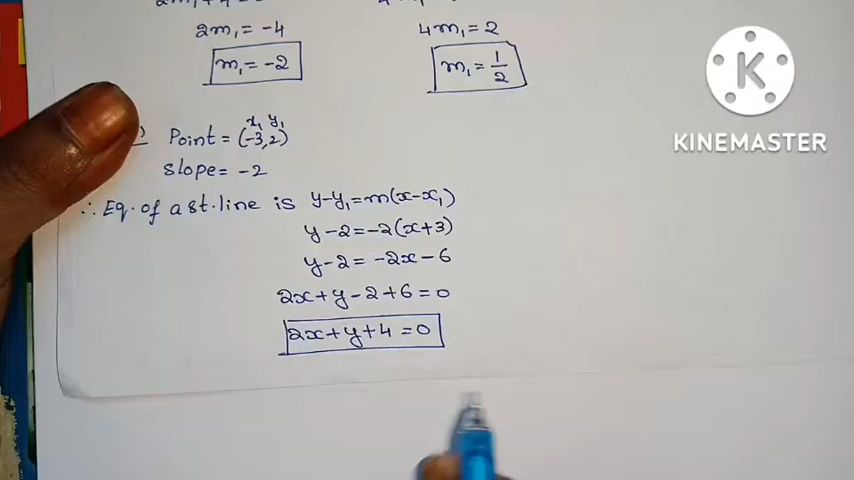 2m₁ = -4
4m₁ = 2
m₁ = -2
m₁ = 1/2
KINEMASTER
x₁ y₁
Point = (-3, 2)
slope = -2
∴ Eq. of a st. line is y-y₁ = m(x-x₁)
y-2 = -2(x+3)
y-2 = -2x-6
2x+y-2+6 = 0
2x+y+4 = 0